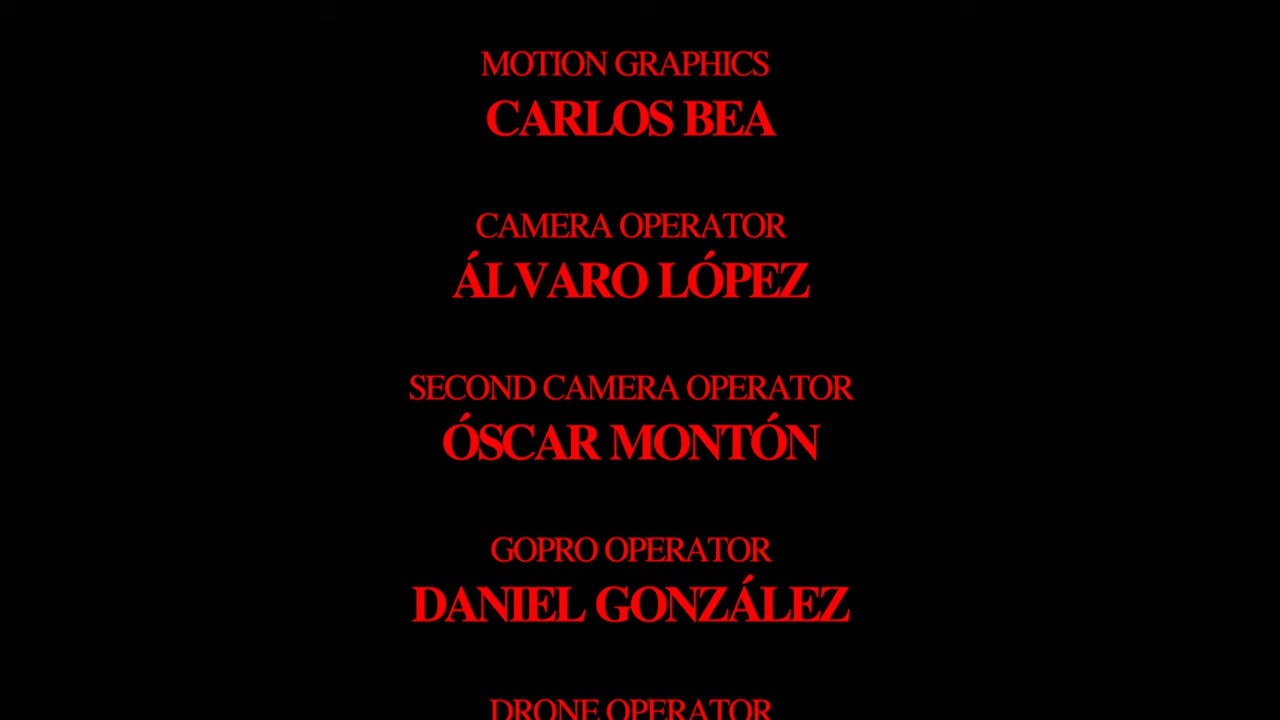 MOTION GRAPHICS
CARLOS BEA
CAMERA OPERATOR
ÁLVARO LÓPEZ
SECOND CAMERA OPERATOR
ÓSCAR MONTÓN
GOPRO OPERATOR
DANIEL GONZÁLEZ
DRONE OPERATOR